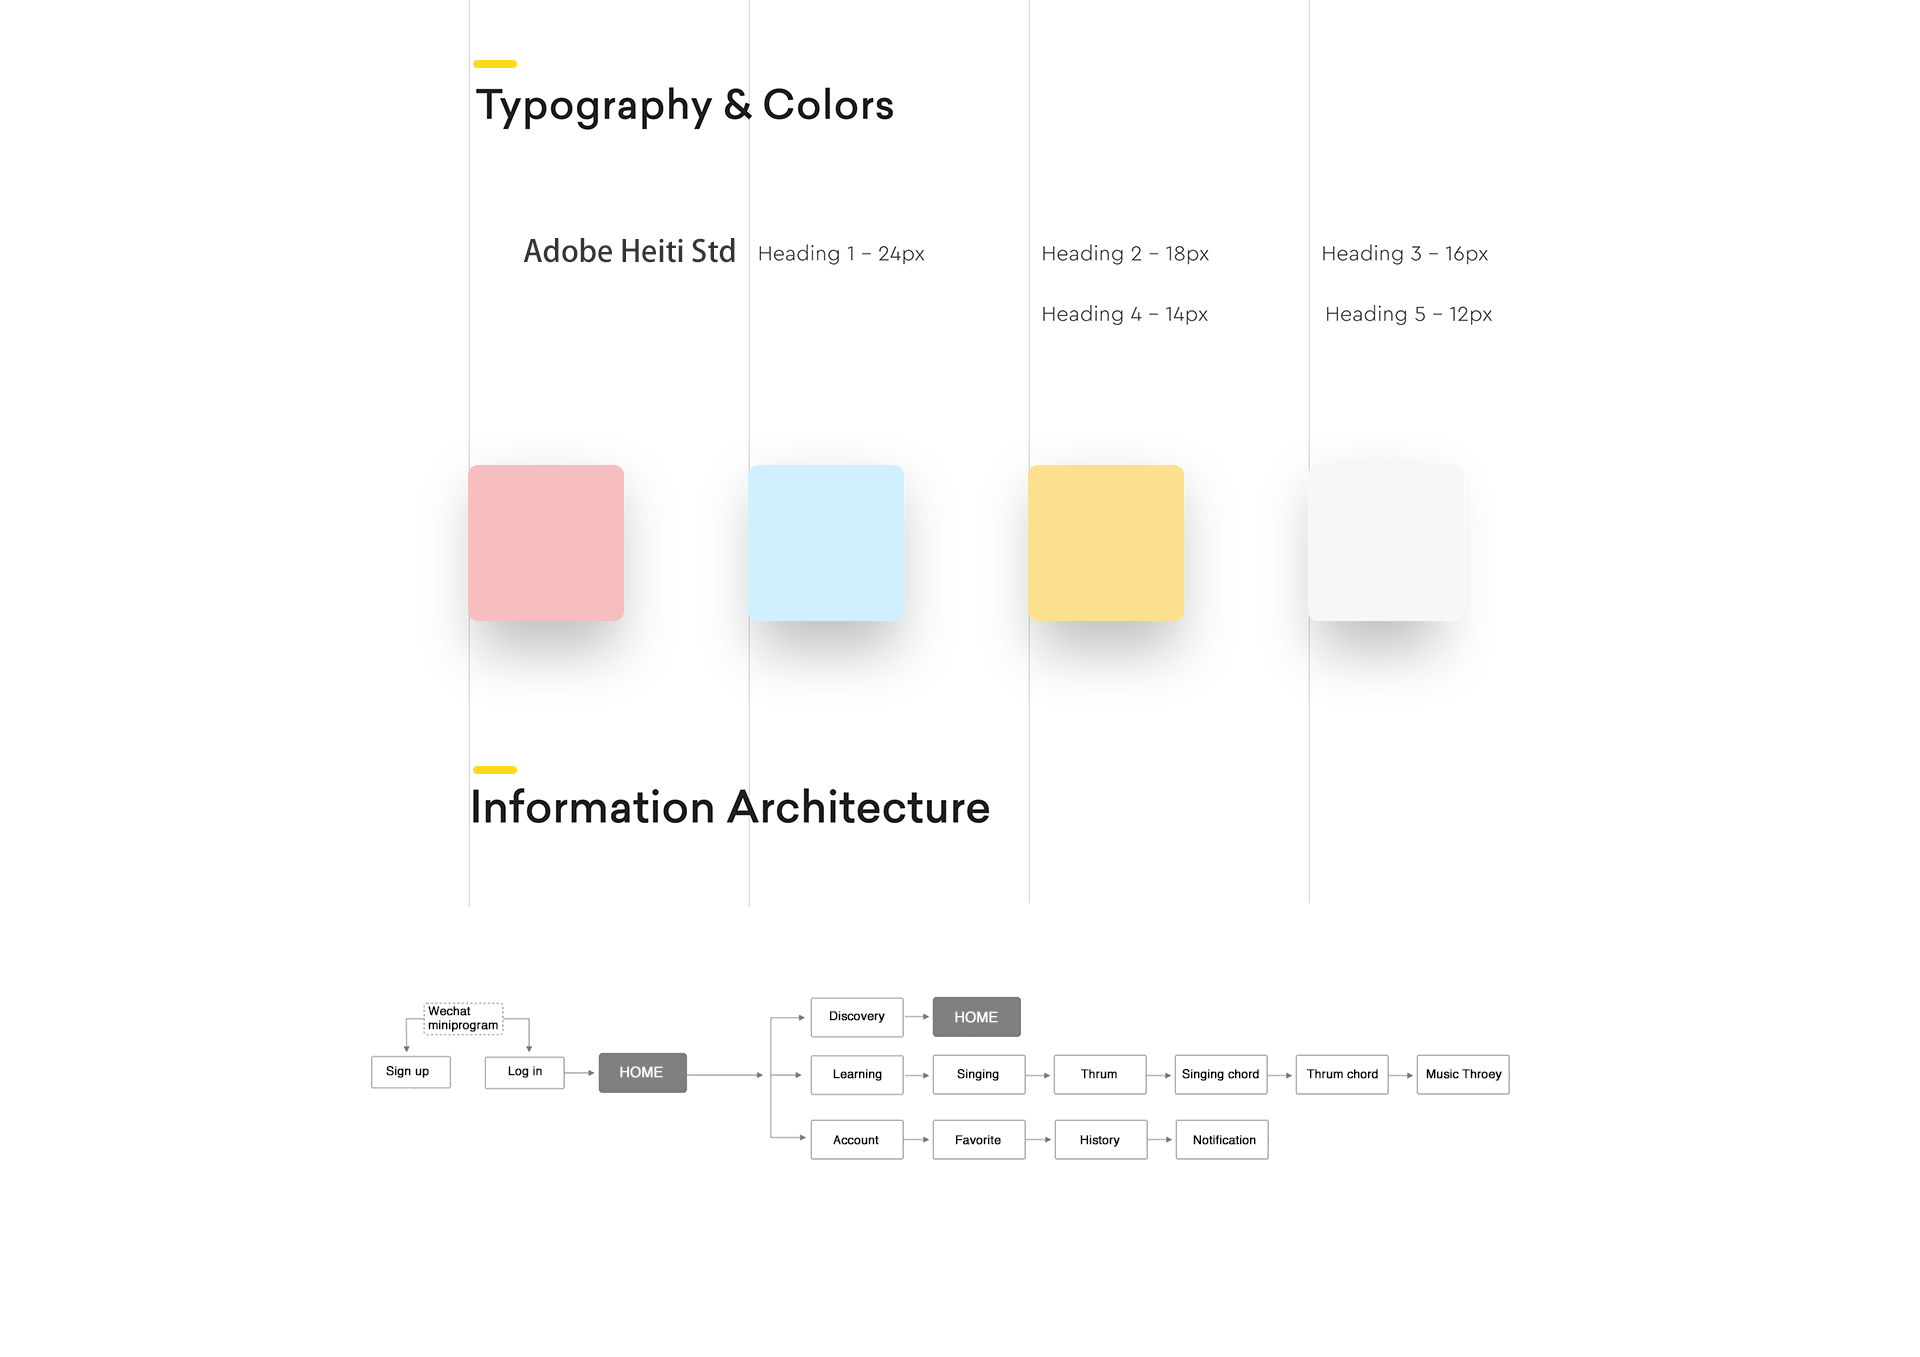 Typography & Colors
Adobe Heiti Std
Heading 1 – 24px
Heading 2 – 18px
Heading 3 – 16px
Heading 4 – 14px
Heading 5 – 12px
Information Architecture
Wechat
miniprogram
Sign up
Log in
HOME
Discovery
HOME
Learning
Singing
Thrum
Singing chord
Thrum chord
Music Throey
Account
Favorite
History
Notification